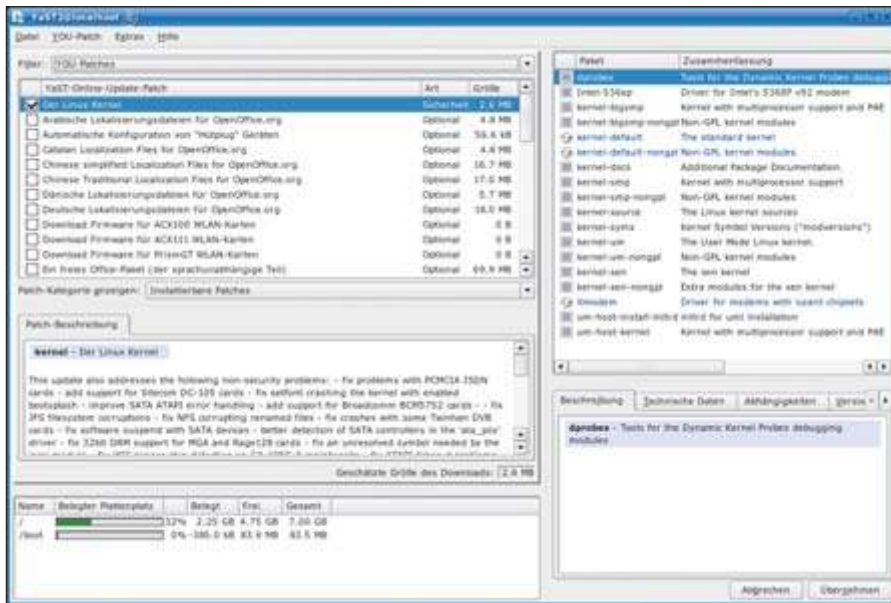 YaST2@localhost
Datei YOU-Patch Extras Hilfe
Filter: YOU Patches
YaST-Online-Update-Patch Art Größe
Der Linux Kernel Sicherheit 2.6 MB
Arabische Lokalisierungsdateien für OpenOffice.org Optional 4.8 MB
Automatische Konfiguration von "Hotplug" Geräten Optional 56.6 kB
Catalan Localization Files for OpenOffice.org Optional 4.6 MB
Chinese simplified Localization Files for OpenOffice.org Optional 16.7 MB
Chinese Traditional Localization Files for OpenOffice.org Optional 17.0 MB
Dänische Lokalisierungsdateien für OpenOffice.org Optional 5.7 MB
Deutsche Lokalisierungsdateien für OpenOffice.org Optional 18.0 MB
Download Firmware für ACX100 WLAN-Karten Optional 0 B
Download Firmware für ACX111 WLAN-Karten Optional 0 B
Download Firmware für PrismGT WLAN-Karten Optional 0 B
Ein freies Office-Paket (der sprachunabhängige Teil) Optional 69.9 MB
Patch-Kategorie anzeigen: Installierbare Patches
Patch-Beschreibung
kernel - Der Linux Kernel
This update also addresses the following non-security problems: - fix problems with PCMCIA ISDN
cards - add support for Sitecom DC-105 cards - fix setfont crashing the kernel with enabled
bootsplash - improve SATA ATAPI error handling - add support for Broadcomm BCM5752 cards - - fix
JFS filesystem corruptions - fix NFS corrupting renamed files - fix crashes with some Twinhan DVB
cards - fix software suspend with SATA devices - better detection of SATA controllers in the 'ata_piix'
driver - fix 32bit DRM support for MGA and Rage128 cards - fix an unresolved symbol needed by the
Geschätzte Größe des Downloads: 2.6 MB
Name Belegter Plattenplatz Belegt Frei Gesamt
/ 32% 2.25 GB 4.75 GB 7.00 GB
/boot 0% -386.0 kB 83.9 MB 83.5 MB
Paket Zusammenfassung
dprobes Tools for the Dynamic Kernel Probes debugging
Intel-536ep Driver for Intel's 536EP v92 modem
kernel-bigsmp Kernel with multiprocessor support and PAE
kernel-bigsmp-nongpl Non-GPL kernel modules
kernel-default The standard kernel
kernel-default-nongpl Non-GPL kernel modules
kernel-docs Additional Package Documentation.
kernel-smp Kernel with multiprocessor support
kernel-smp-nongpl Non-GPL kernel modules
kernel-source The Linux kernel sources
kernel-syms Kernel Symbol Versions ("modversions")
kernel-um The User Mode Linux kernel.
kernel-um-nongpl Non-GPL kernel modules
kernel-xen The xen kernel
kernel-xen-nongpl Extra modules for the xen kernel
ltmodem Driver for modems with lucent chipsets
um-host-install-initrd initrd for uml installation
um-host-kernel Kernel with multiprocessor support and PAE
Beschreibung Technische Daten Abhängigkeiten Versio
dprobes - Tools for the Dynamic Kernel Probes debugging
modules
Abbrechen Übernehmen